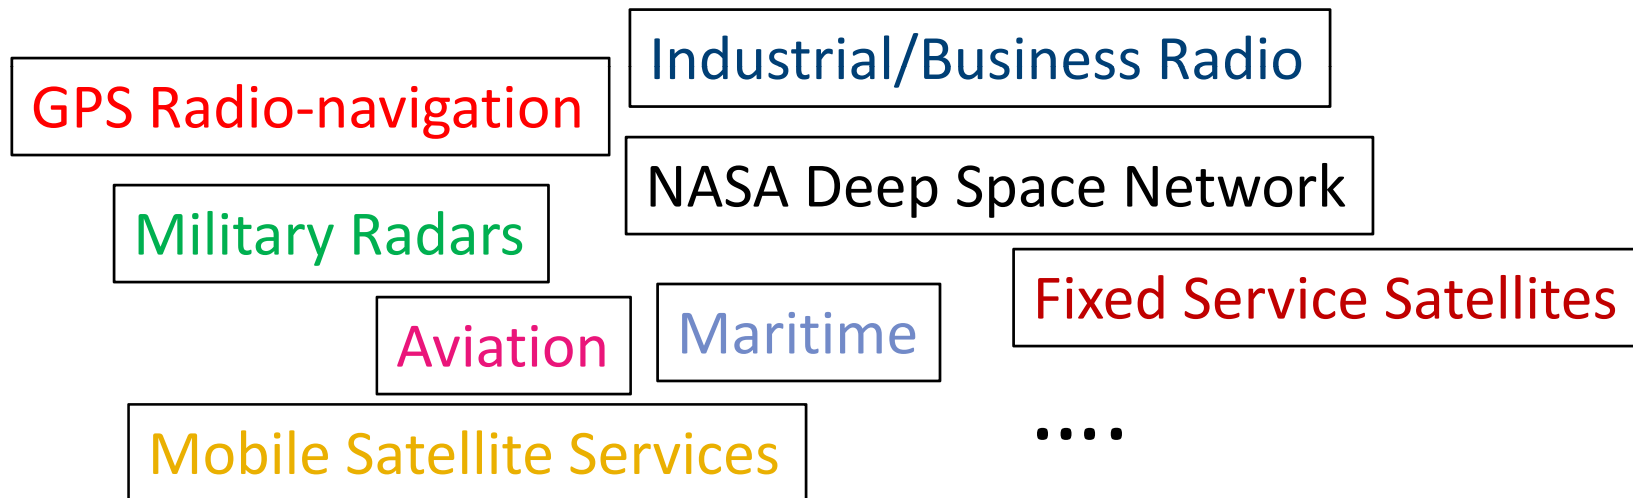 Industrial/Business Radio
GPS Radio-navigation
NASA Deep Space Network
Military Radars
Fixed Service Satellites
Maritime
Aviation
....
Mobile Satellite Services